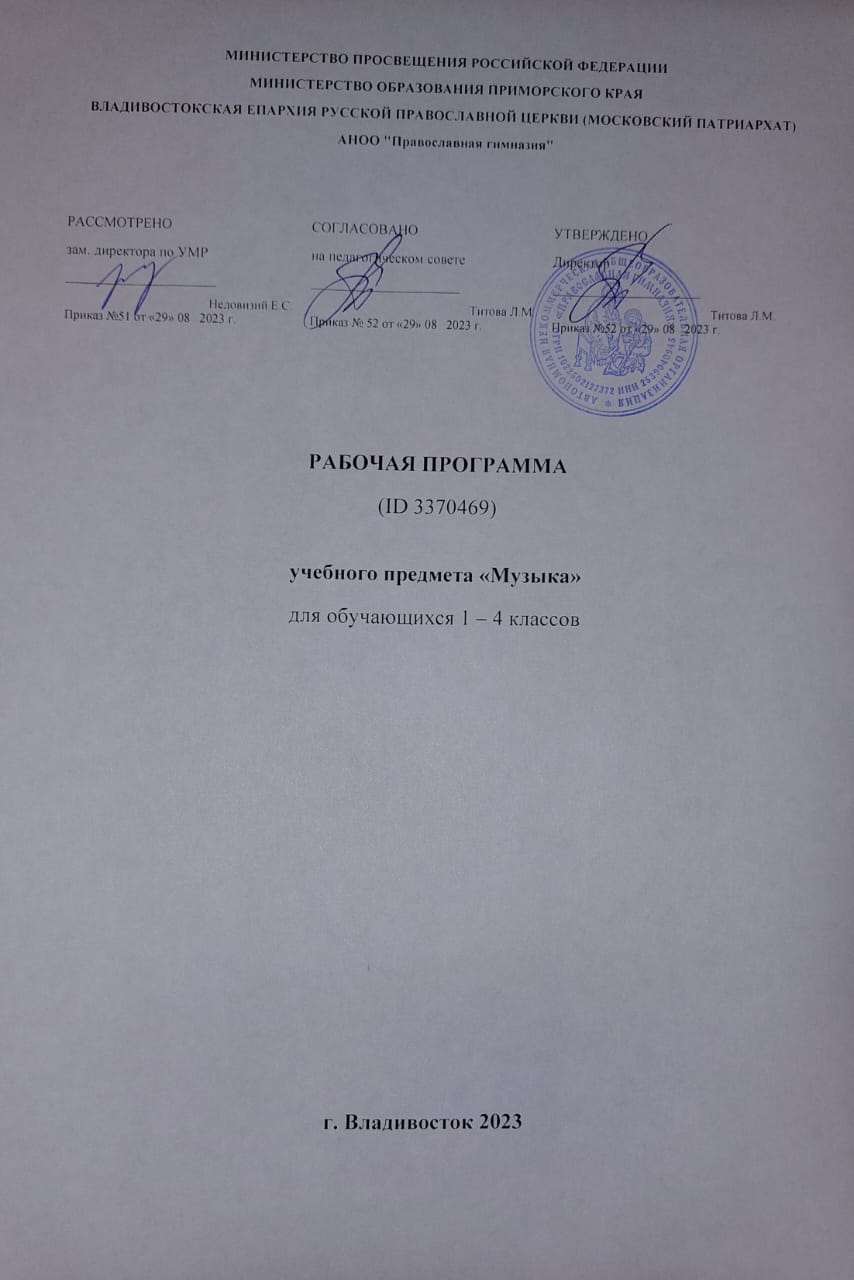 МИНИСТЕРСТВО ПРОСВЕЩЕНИЯ РОССИЙСКОЙ ФЕДЕРАЦИИ
МИНИСТЕРСТВО ОБРАЗОВАНИЯ ПРИМОРСКОГО КРАЯ
ВЛАДИВОСТОКСКАЯ ЕПАРХИЯ РУССКОЙ ПРАВОСЛАВНОЙ ЦЕРКВИ (МОСКОВСКИЙ ПАТРИАРХАТ)
АНОО "Православная гимназия"
РАССМОТРЕНО
зам. директора по УМР
Недовизий Е.С
Приказ №51 от «29» 08 2023 г.
СОГЛАСОВАНО
на педагогическом совете
Титова Л.М.
Приказ № 52 от «29» 08 2023 г.
УТВЕРЖДЕНО
Директор
Титова Л.М.
Приказ №52 от «29» 08 2023 г.
РАБОЧАЯ ПРОГРАММА
(ID 3370469)
учебного предмета «Музыка»
для обучающихся 1 – 4 классов
г. Владивосток 2023